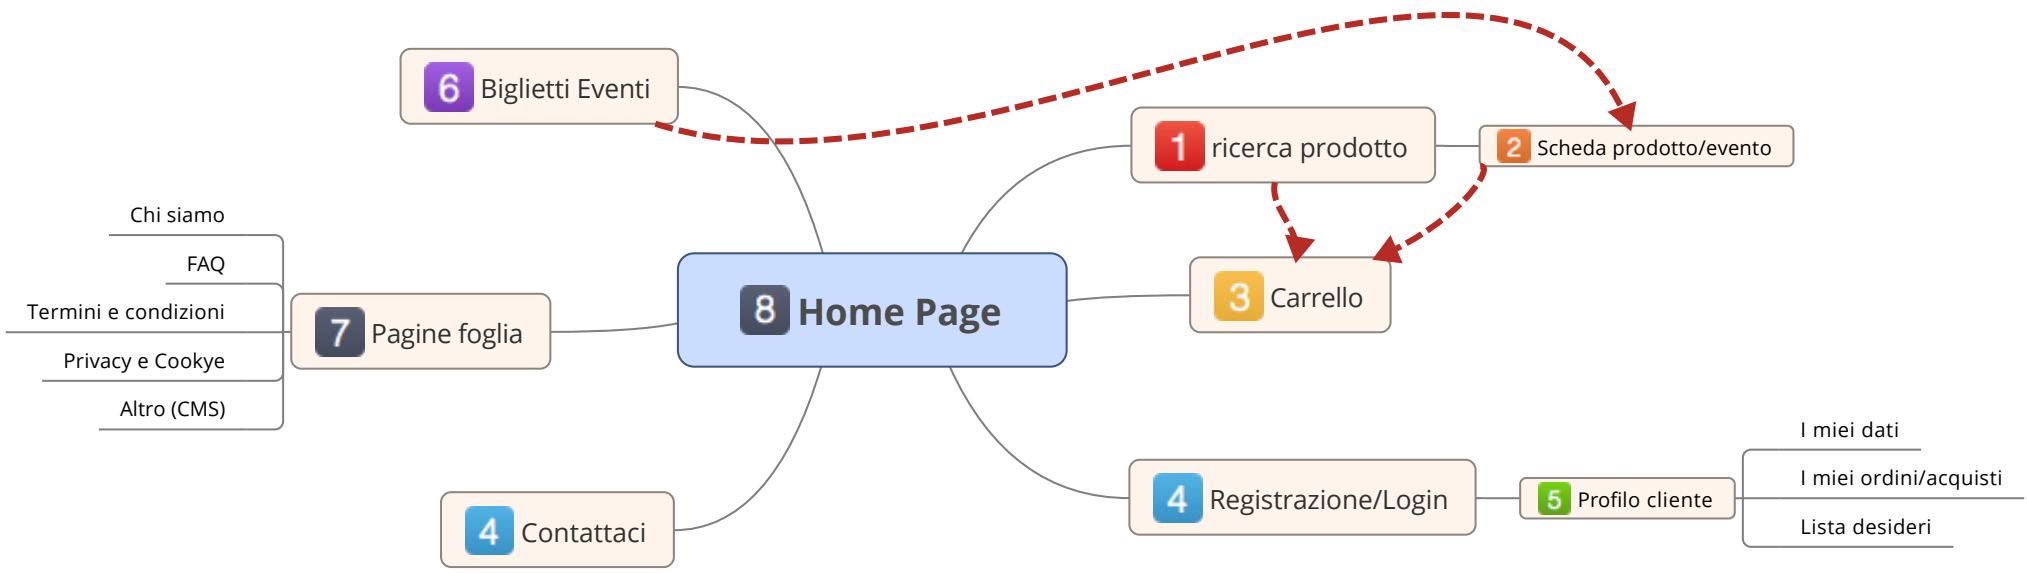 6 Biglietti Eventi
1 ricerca prodotto
2 Scheda prodotto/evento
Chi siamo
FAQ
Termini e condizioni
Privacy e Cookye
Altro (CMS)
7 Pagine foglia
8 Home Page
3 Carrello
4 Contattaci
4 Registrazione/Login
5 Profilo cliente
I miei dati
I miei ordini/acquisti
Lista desideri